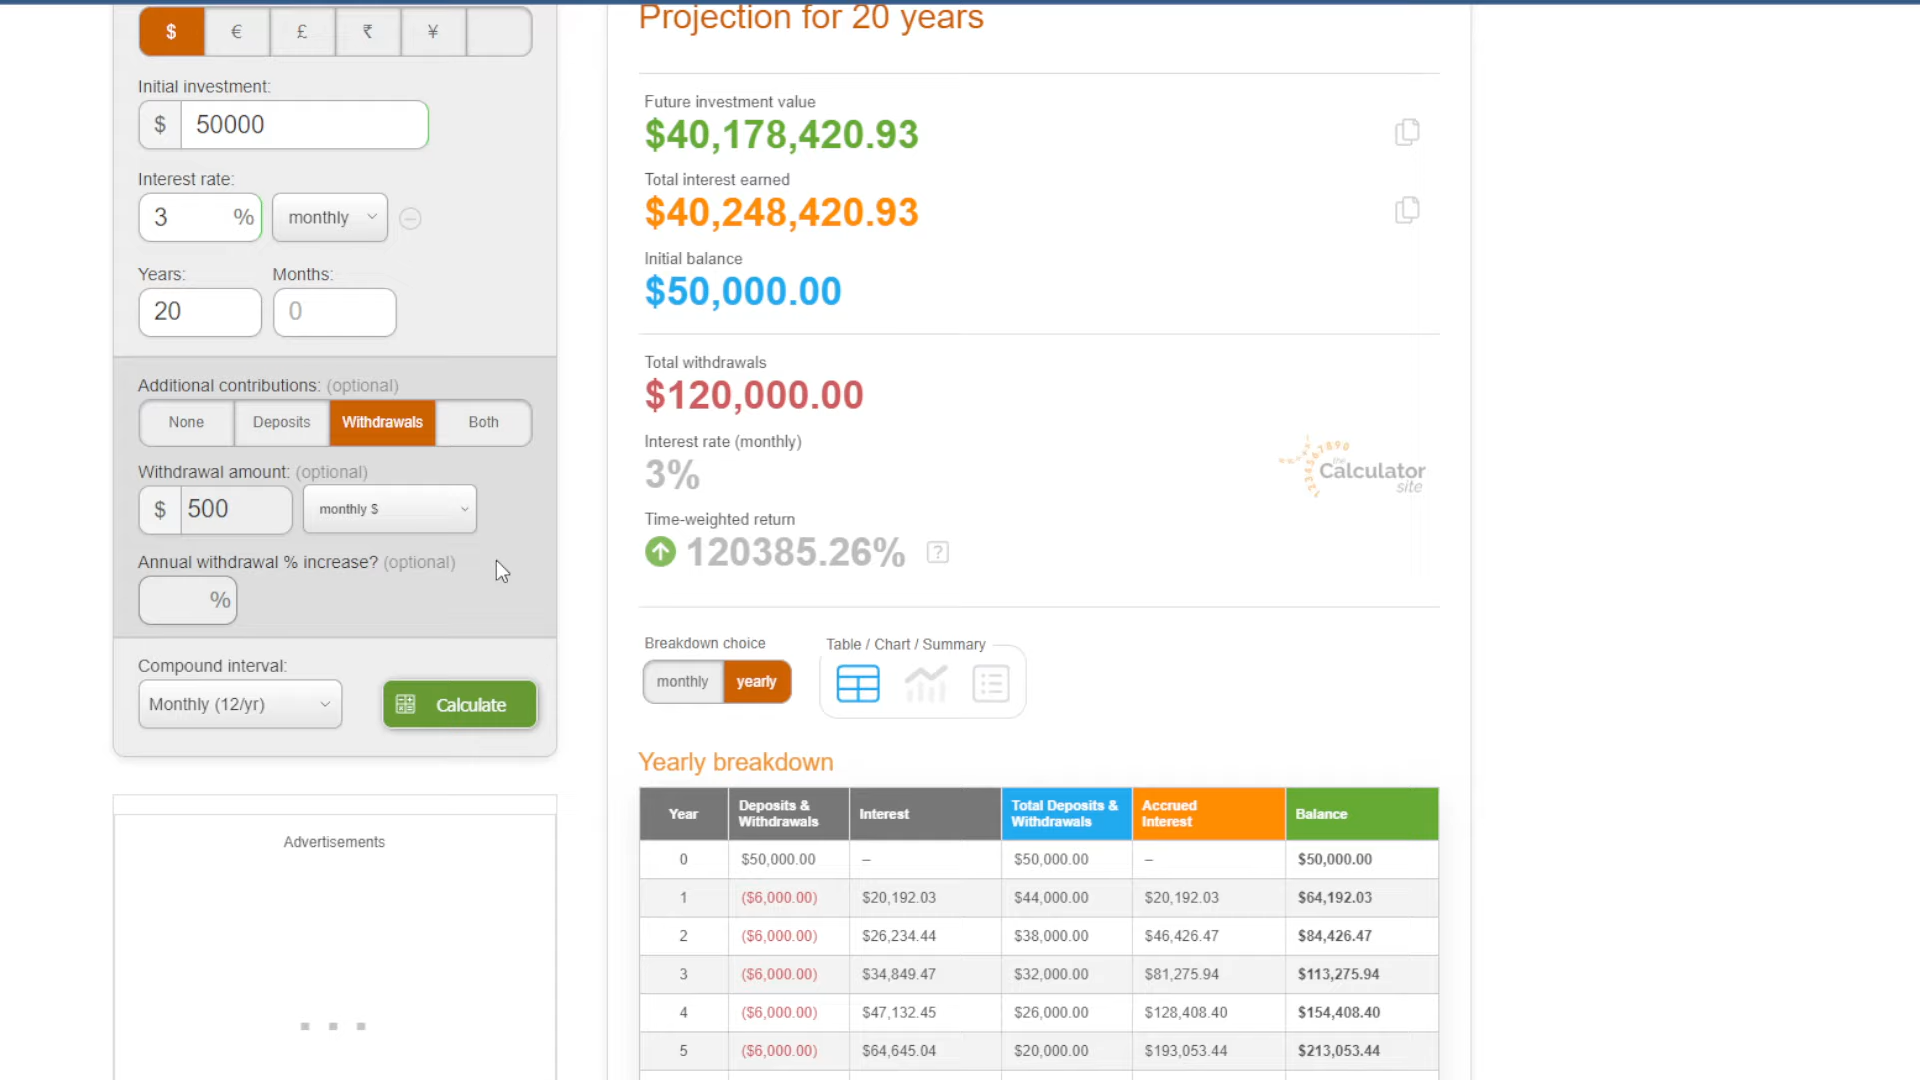 $ € £ ₹ ¥
Initial investment:
$ 50000
Interest rate:
3 % monthly
Years: Months:
20 0
Additional contributions: (optional)
None Deposits Withdrawals Both
Withdrawal amount: (optional)
$ 500 monthly $
Annual withdrawal % increase? (optional)
%
Compound interval:
Monthly (12/yr) Calculate
Advertisements
Projection for 20 years
Future investment value
$40,178,420.93
Total interest earned
$40,248,420.93
Initial balance
$50,000.00
Total withdrawals
$120,000.00
Interest rate (monthly)
3%
1234567890
the
Calculator
site
Time-weighted return
120385.26% ?
Breakdown choice Table / Chart / Summary
monthly yearly
Yearly breakdown
Year Deposits & Withdrawals Interest Total Deposits & Withdrawals Accrued Interest Balance
0 $50,000.00 – $50,000.00 – $50,000.00
1 ($6,000.00) $20,192.03 $44,000.00 $20,192.03 $64,192.03
2 ($6,000.00) $26,234.44 $38,000.00 $46,426.47 $84,426.47
3 ($6,000.00) $34,849.47 $32,000.00 $81,275.94 $113,275.94
4 ($6,000.00) $47,132.45 $26,000.00 $128,408.40 $154,408.40
5 ($6,000.00) $64,645.04 $20,000.00 $193,053.44 $213,053.44